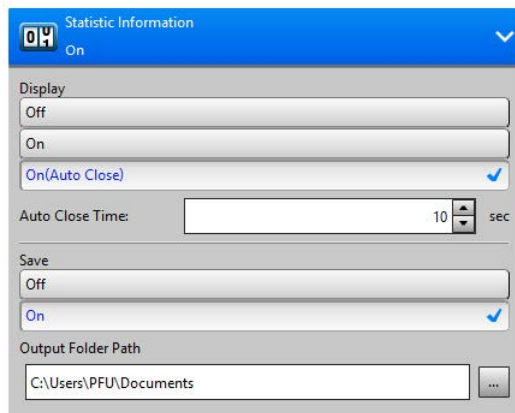 Statistic Information
On
Display
Off
On
On(Auto Close)
Auto Close Time: 10 sec
Save
Off
On
Output Folder Path
C:\Users\PFU\Documents ...